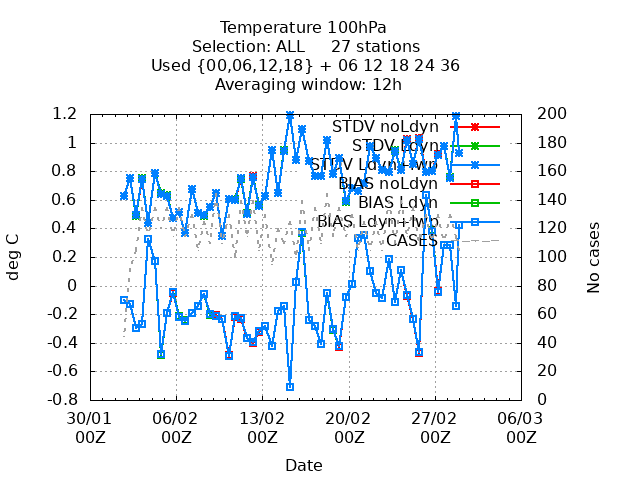 Temperature 100hPa
Selection: ALL 27 stations
Used {00,06,12,18} + 06 12 18 24 36
Averaging window: 12h
1.2
1
0.8
0.6
0.4
0.2
0
-0.2
-0.4
-0.6
-0.8
deg C
200
180
160
140
120
100
80
60
40
20
0
No cases
STDV noLdyn
STDV Ldyn
STDV Ldyn+lwp
BIAS noLdyn
BIAS Ldyn
BIAS Ldyn+lwp
CASES
30/01 06/02 13/02 20/02 27/02 06/03
00Z 00Z 00Z 00Z 00Z 00Z
Date